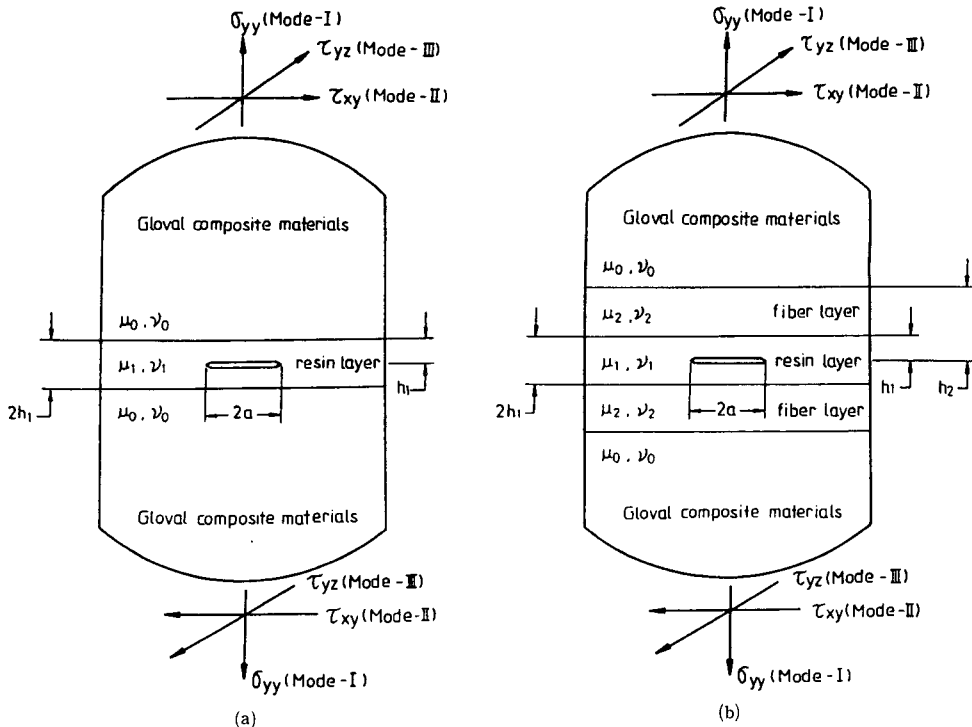 σyy (Mode-I)
τyz (Mode-Ⅲ)
τxy (Mode-Ⅱ)
Gloval composite materials
μ0, ν0
μ1, ν1
resin layer
2h1
h1
μ0, ν0
2a
Gloval composite materials
τyz (Mode-Ⅲ)
τxy (Mode-Ⅱ)
σyy (Mode-I)
(a)
σyy (Mode-I)
τyz (Mode-Ⅲ)
τxy (Mode-Ⅱ)
Gloval composite materials
μ0, ν0
μ2, ν2
fiber layer
μ1, ν1
resin layer
2h1
h1
h2
μ2, ν2
2a
fiber layer
μ0, ν0
Gloval composite materials
τyz (Mode-Ⅲ)
τxy (Mode-Ⅱ)
σyy (Mode-I)
(b)